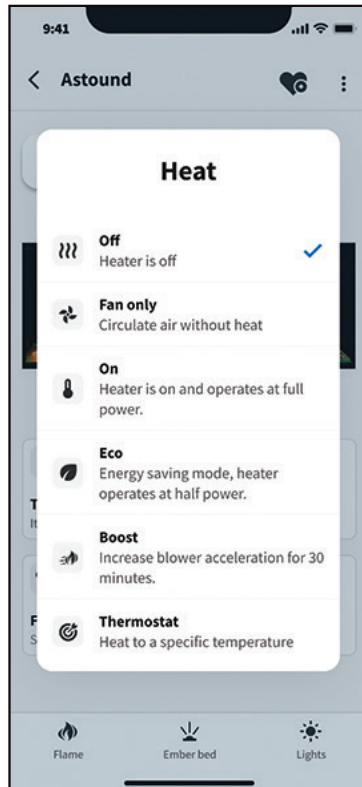 9:41
Astound
Heat
Off
Heater is off
Fan only
Circulate air without heat
On
Heater is on and operates at full
power.
Eco
Energy saving mode, heater
operates at half power.
Boost
Increase blower acceleration for 30
minutes.
Thermostat
Heat to a specific temperature
T
It
F
S
Flame
Ember bed
Lights